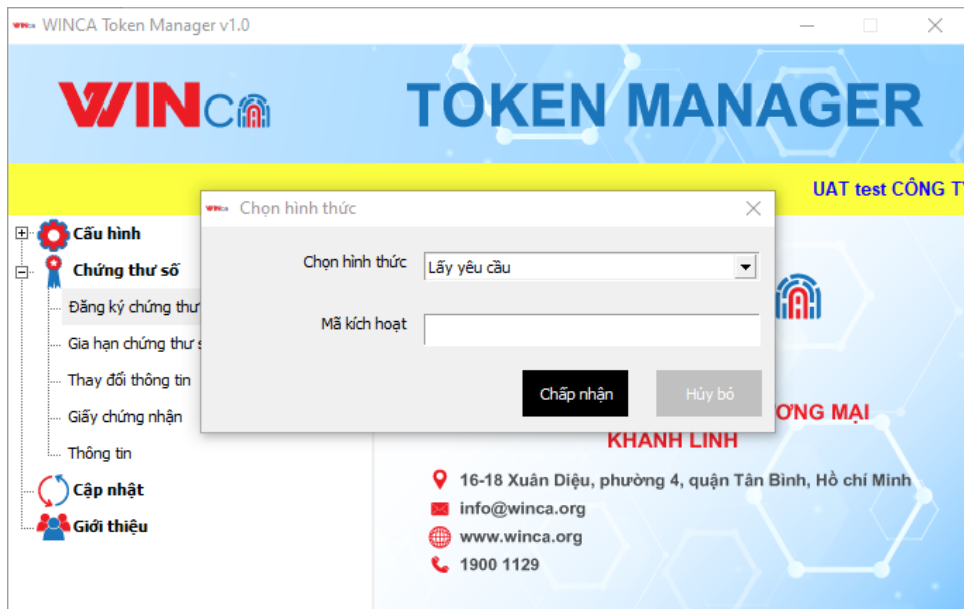 WINCA Token Manager v1.0
WINCA
TOKEN MANAGER
UAT test CÔNG TY
Chọn hình thức
Chọn hình thức
Lấy yêu cầu
Mã kích hoạt
Chấp nhận
Hủy bỏ
Cấu hình
Chứng thư số
Đăng ký chứng thư
Gia hạn chứng thư s
Thay đổi thông tin
Giấy chứng nhận
Thông tin
Cập nhật
Giới thiệu
ƯƠNG MẠI
KHÁNH LINH
16-18 Xuân Diệu, phường 4, quận Tân Bình, Hồ chí Minh
info@winca.org
www.winca.org
1900 1129